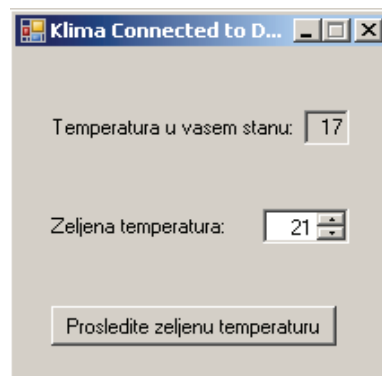 Klima Connected to D...
Temperatura u vasem stanu: 17
Zeljena temperatura: 21
Prosledite zeljenu temperaturu